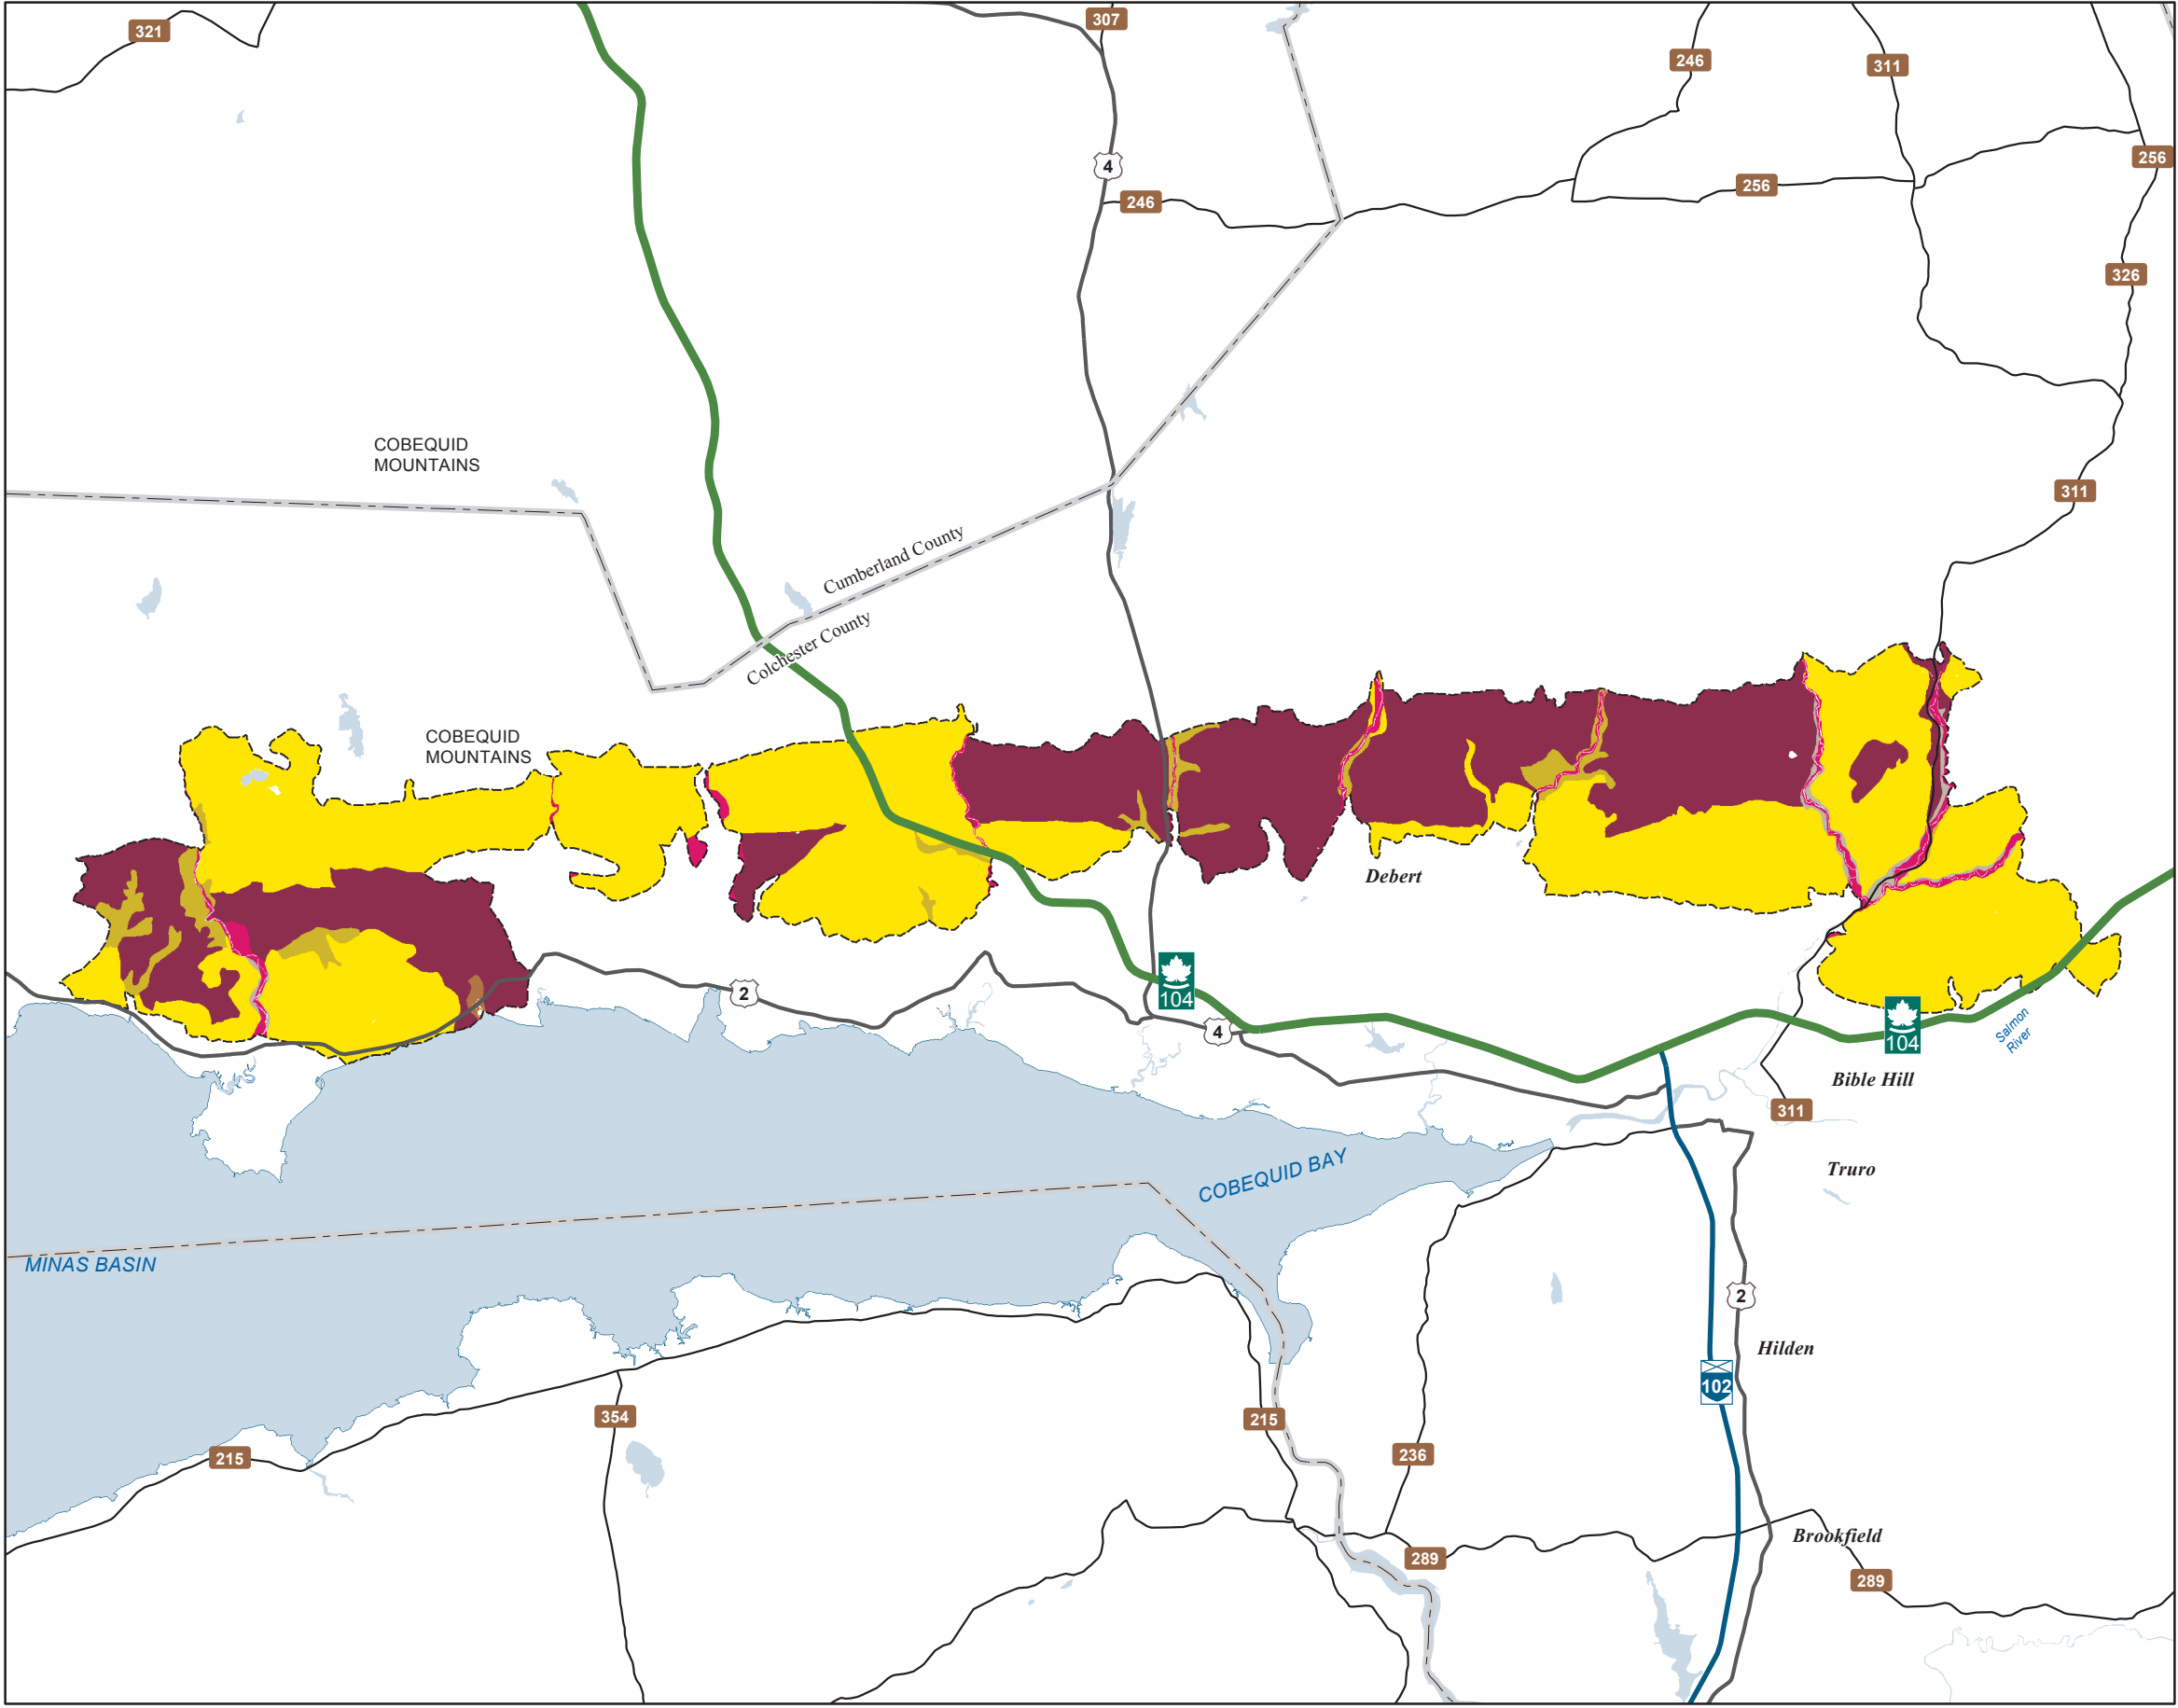 321
307
246
311
4
256
246
256
326
COBEQUID
MOUNTAINS
311
Cumberland County
Colchester County
COBEQUID
MOUNTAINS
Debert
104
2
4
104
Salmon
River
Bible Hill
311
COBEQUID BAY
Truro
MINAS BASIN
2
Hilden
102
354
215
215
236
Brookfield
289
289